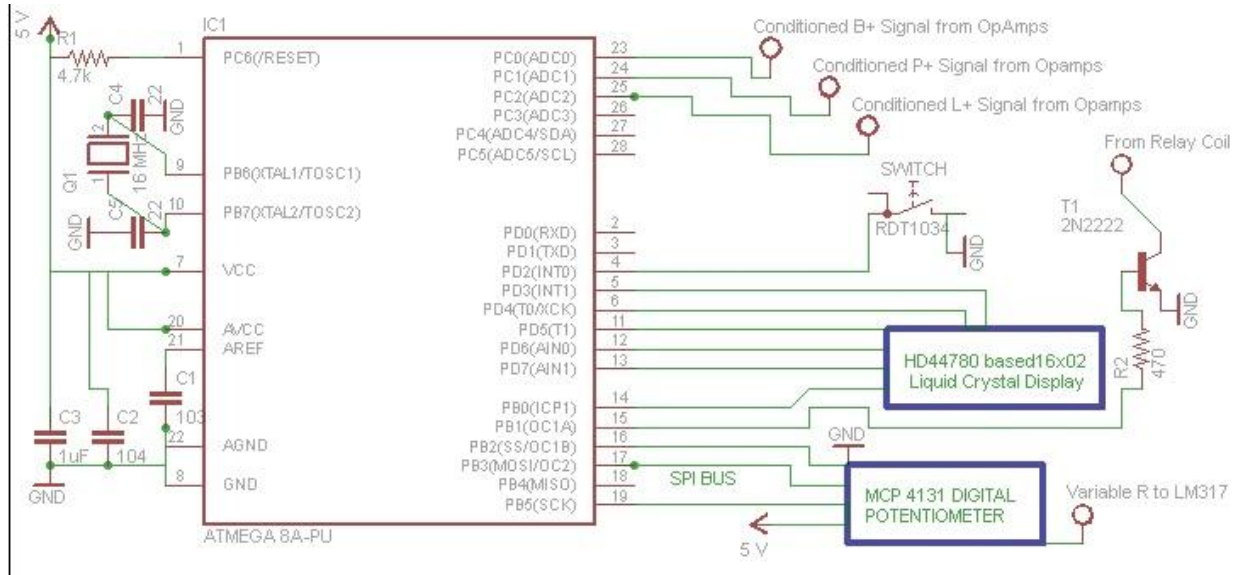 5 V
R1
4.7k
C4
22
GND
2
Q1
16 MHz
1
C5
22
GND
C3
1uF
C2
104
C1
103
GND
IC1
1
PC6(/RESET)
9
PB6(XTAL1/TOSC1)
10
PB7(XTAL2/TOSC2)
7
VCC
20
AVCC
21
AREF
22
AGND
8
GND
PC0(ADC0)
23
PC1(ADC1)
24
PC2(ADC2)
25
PC3(ADC3)
26
PC4(ADC4/SDA)
27
PC5(ADC5/SCL)
28
PD0(RXD)
2
PD1(TXD)
3
PD2(INT0)
4
PD3(INT1)
5
PD4(T0/XCK)
6
PD5(T1)
11
PD6(AIN0)
12
PD7(AIN1)
13
PB0(ICP1)
14
PB1(OC1A)
15
PB2(SS/OC1B)
16
PB3(MOSI/OC2)
17
PB4(MISO)
18
PB5(SCK)
19
ATMEGA 8A-PU
Conditioned B+ Signal from OpAmps
Conditioned P+ Signal from Opamps
Conditioned L+ Signal from Opamps
From Relay Coil
SWITCH
RDT1034
GND
T1
2N2222
GND
R2
470
HD44780 based16x02
Liquid Crystal Display
GND
SPI BUS
MCP 4131 DIGITAL
POTENTIOMETER
5 V
Variable R to LM317